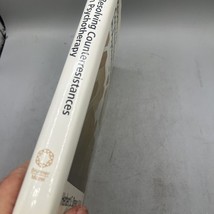 Resolving Counterresistances
in Psychotherapy